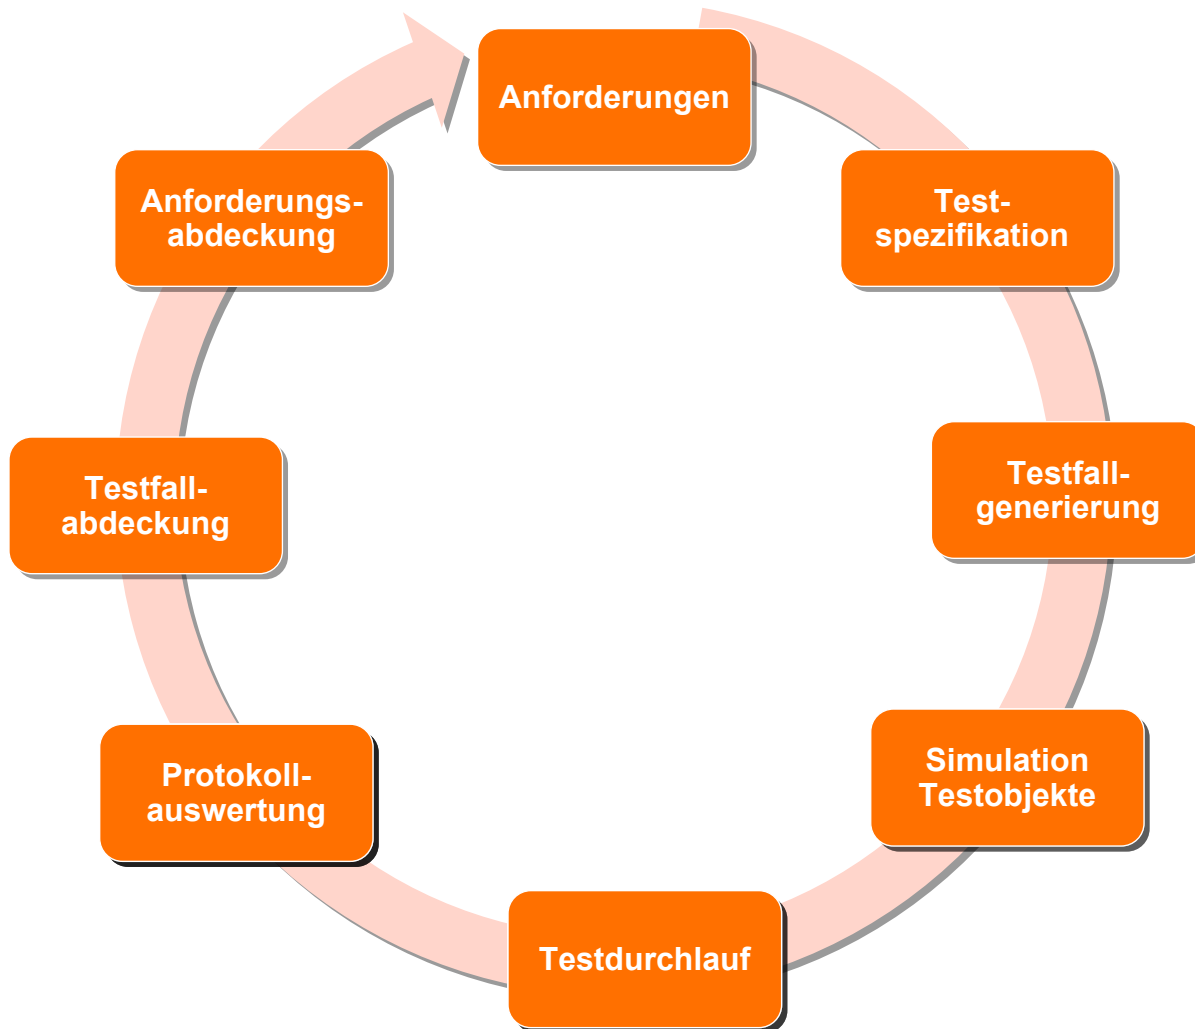 Anforderungen
Test-
spezifikation
Testfall-
generierung
Simulation
Testobjekte
Testdurchlauf
Protokoll-
auswertung
Testfall-
abdeckung
Anforderungs-
abdeckung